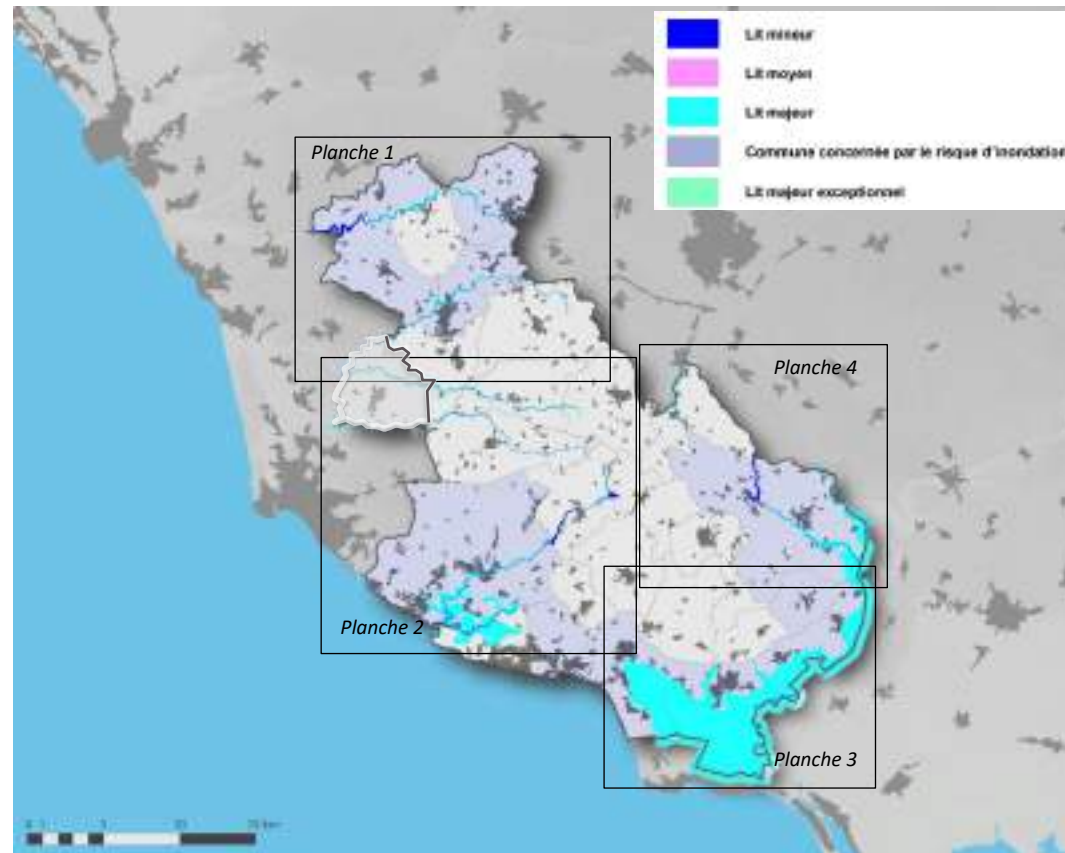 Lit mineur
Lit moyen
Lit majeur
Commune concernée par le risque d'inondation
Lit majeur exceptionnel
Planche 1
Planche 4
Planche 2
Planche 3